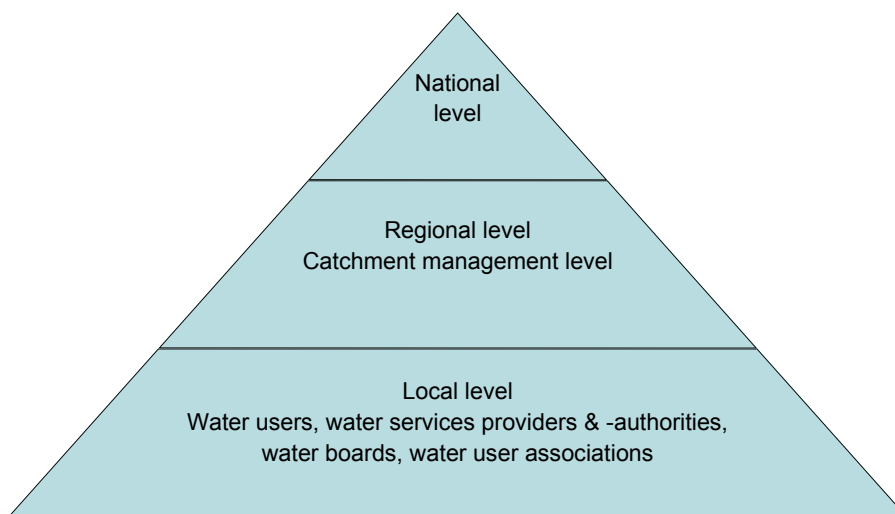 National
level
Regional level
Catchment management level
Local level
Water users, water services providers & -authorities,
water boards, water user associations